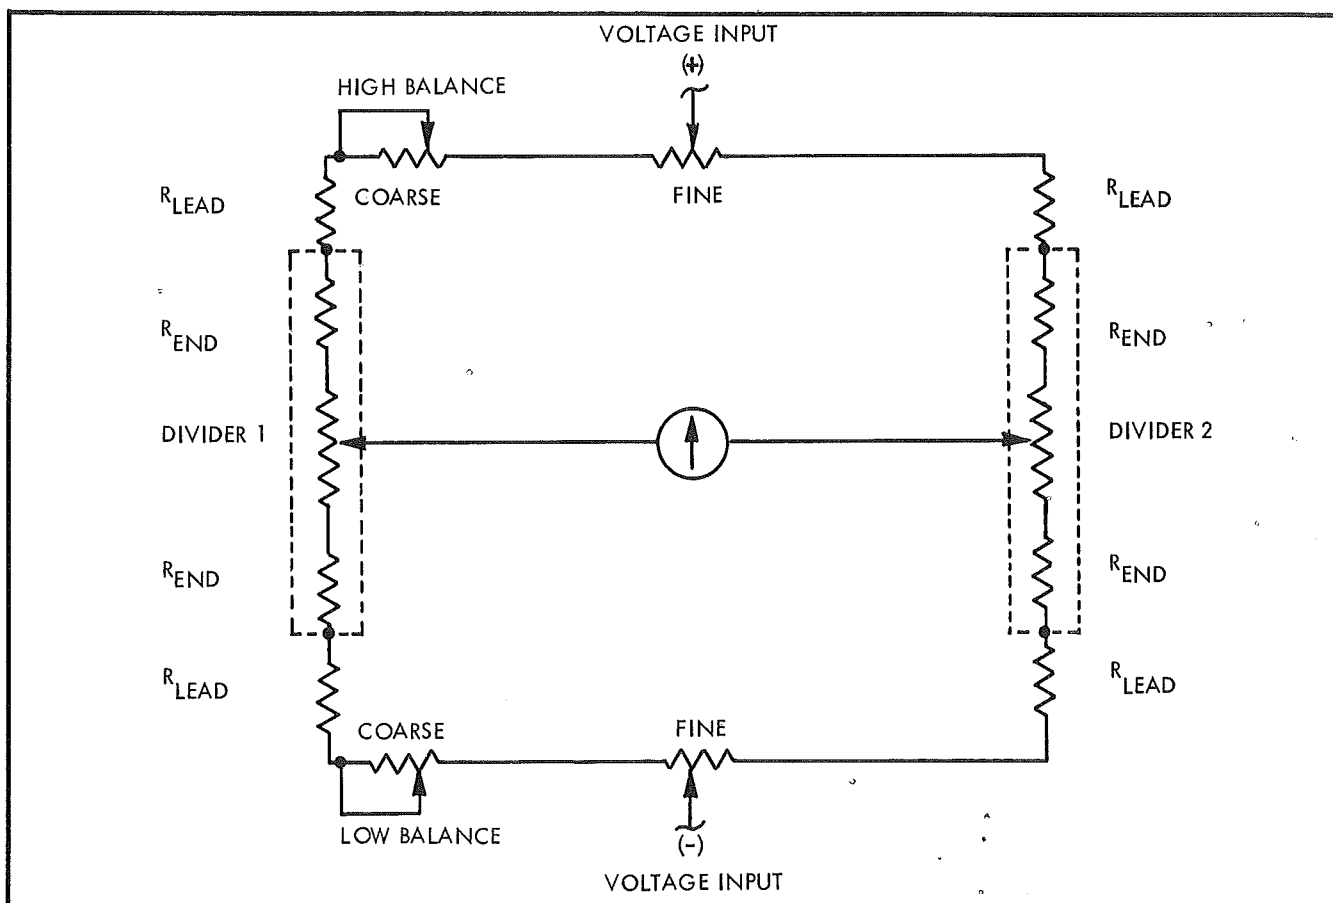 VOLTAGE INPUT
(+)
HIGH BALANCE
COARSE
FINE
RLEAD
RLEAD
REND
REND
DIVIDER 1
DIVIDER 2
REND
REND
RLEAD
RLEAD
COARSE
FINE
LOW BALANCE
(-)
VOLTAGE INPUT